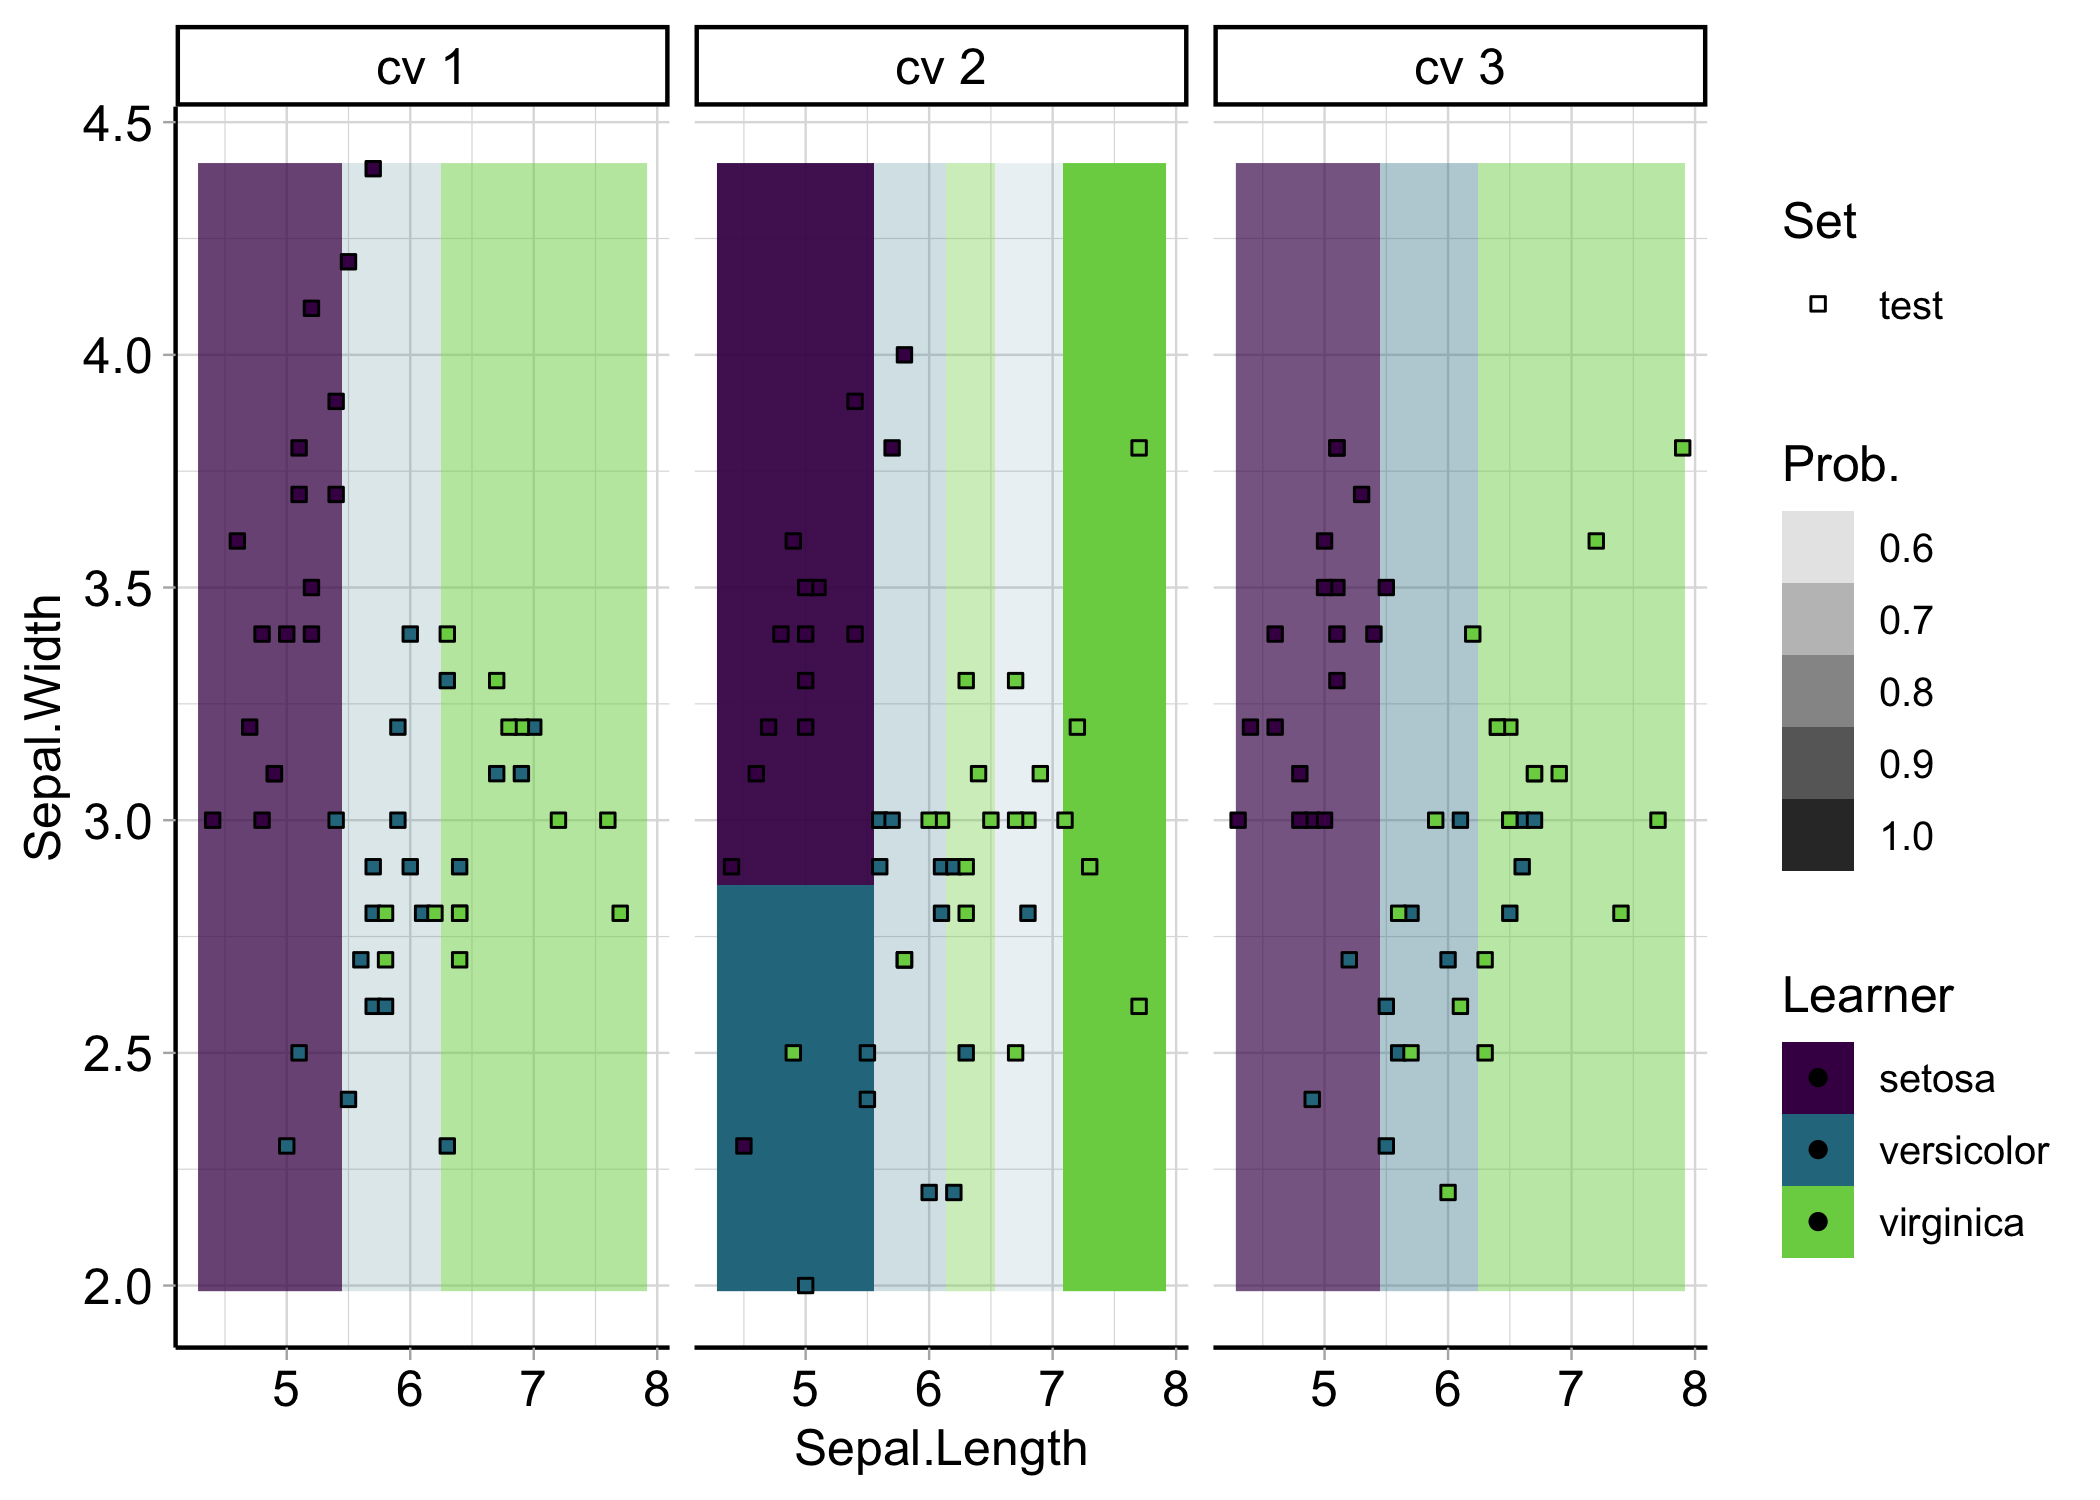 cv 1
cv 2
cv 3
4.5
4.0
3.5
3.0
2.5
2.0
Sepal.Width
5 6 7 8
5 6 7 8
5 6 7 8
Sepal.Length
Set
test
Prob.
0.6
0.7
0.8
0.9
1.0
Learner
setosa
versicolor
virginica